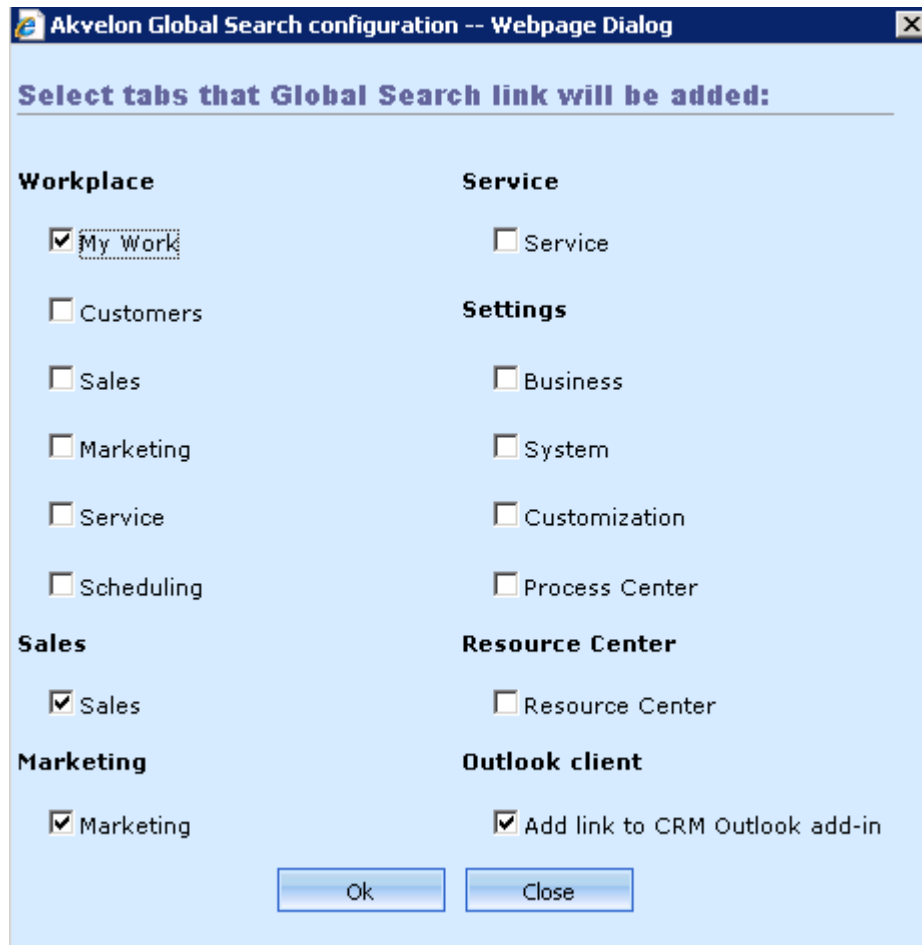 Akvelon Global Search configuration -- Webpage Dialog
Select tabs that Global Search link will be added:
Workplace
My Work
Customers
Sales
Marketing
Service
Scheduling
Sales
Sales
Marketing
Marketing
Service
Service
Settings
Business
System
Customization
Process Center
Resource Center
Resource Center
Outlook client
Add link to CRM Outlook add-in
Ok
Close